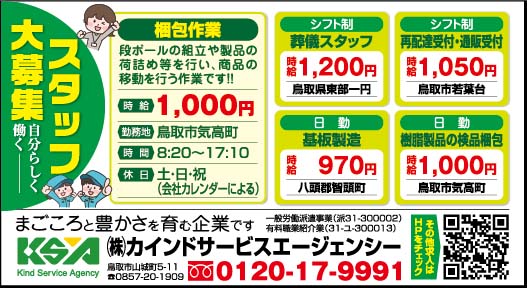 スタッフ
大募集
自分らしく
働く
梱包作業
段ボールの組立や製品の
荷詰め等を行い、商品の
移動を行う作業です!!
時給 1,000円
勤務地 鳥取市気高町
時間 8:20〜17:10
休日 土・日・祝
(会社カレンダーによる)
シフト制
葬儀スタッフ
時給 1,200円
鳥取県東部一円
シフト制
再配達受付・通販受付
時給 1,050円
鳥取市若葉台
日勤
基板製造
時給 970円
八頭郡智頭町
日勤
樹脂製品の検品梱包
時給 1,000円
鳥取市気高町
まごころと豊かさを育む企業です
一般労働派遣事業(派31-300002)
有料職業紹介業(31-ユ-300013)
KSA
Kind Service Agency
㈱カインドサービスエージェンシー
鳥取市山城町5-11
☎0857-20-1909
0120-17-9991
その他求人は
HPをチェック